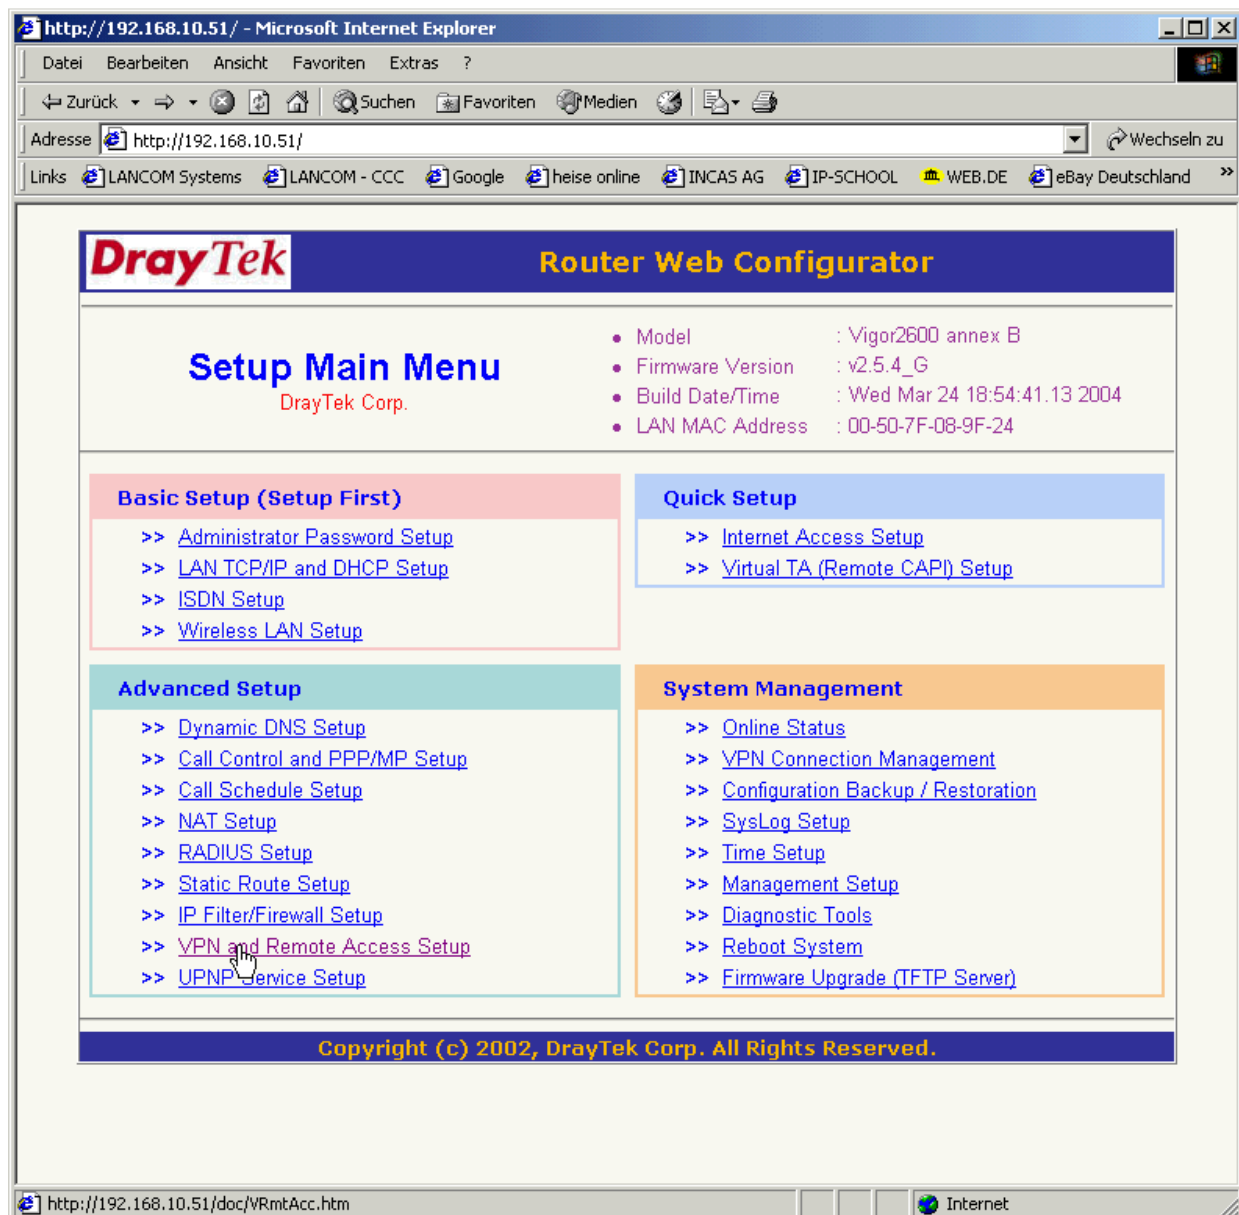 http://192.168.10.51/ - Microsoft Internet Explorer
Datei Bearbeiten Ansicht Favoriten Extras ?
Zurück Suchen Favoriten Medien
Adresse http://192.168.10.51/ Wechseln zu
Links LANCOM Systems LANCOM - CCC Google heise online INCAS AG IP-SCHOOL WEB.DE eBay Deutschland »
DrayTek Router Web Configurator
Setup Main Menu
DrayTek Corp.
• Model : Vigor2600 annex B
• Firmware Version : v2.5.4_G
• Build Date/Time : Wed Mar 24 18:54:41.13 2004
• LAN MAC Address : 00-50-7F-08-9F-24
Basic Setup (Setup First)
>> Administrator Password Setup
>> LAN TCP/IP and DHCP Setup
>> ISDN Setup
>> Wireless LAN Setup
Quick Setup
>> Internet Access Setup
>> Virtual TA (Remote CAPI) Setup
Advanced Setup
>> Dynamic DNS Setup
>> Call Control and PPP/MP Setup
>> Call Schedule Setup
>> NAT Setup
>> RADIUS Setup
>> Static Route Setup
>> IP Filter/Firewall Setup
>> VPN and Remote Access Setup
>> UPNP Service Setup
System Management
>> Online Status
>> VPN Connection Management
>> Configuration Backup / Restoration
>> SysLog Setup
>> Time Setup
>> Management Setup
>> Diagnostic Tools
>> Reboot System
>> Firmware Upgrade (TFTP Server)
Copyright (c) 2002, DrayTek Corp. All Rights Reserved.
http://192.168.10.51/doc/VRmtAcc.htm Internet